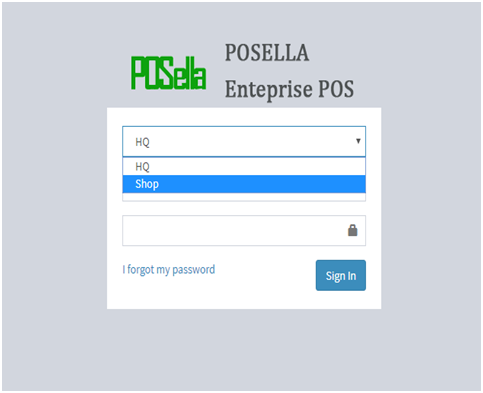 POSella
POSELLA
Enteprise POS
HQ
HQ
Shop
I forgot my password
Sign In